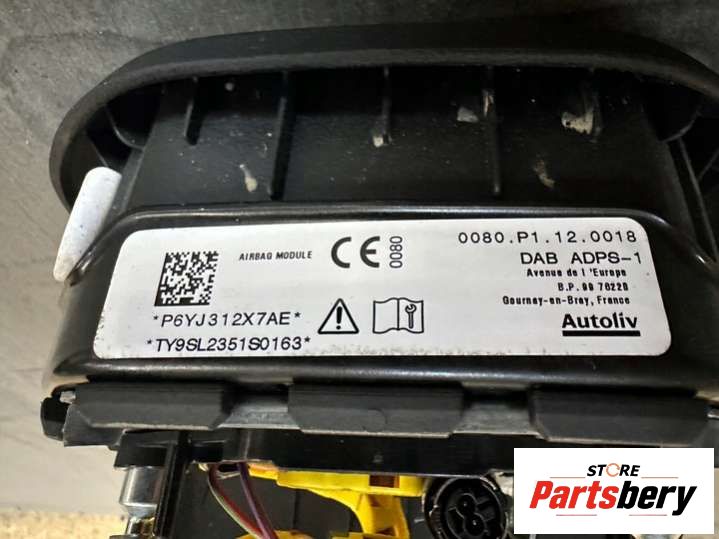 AIRBAG MODULE
CE 0080
0080.P1.12.0018
DAB ADPS-1
Avenue de l'Europe
B.P. 99 76220
Gournay-en-Bray, France
Autoliv
*P6YJ312X7AE*
*TY9SL2351S0163*
STORE
Partsbery